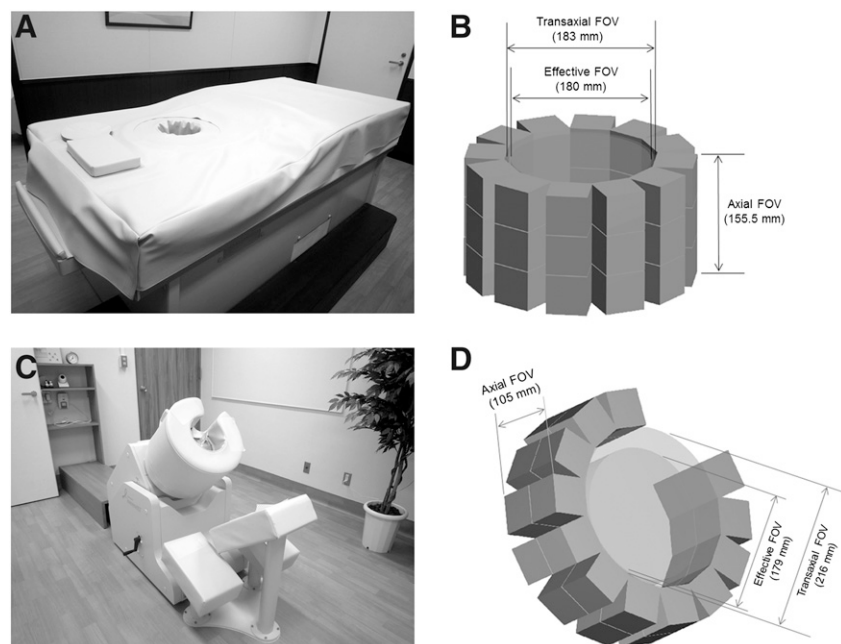 A
B
Transaxial FOV
(183 mm)
Effective FOV
(180 mm)
Axial FOV
(155.5 mm)
C
D
Axial FOV
(105 mm)
Effective FOV
(179 mm)
Transaxial FOV
(216 mm)